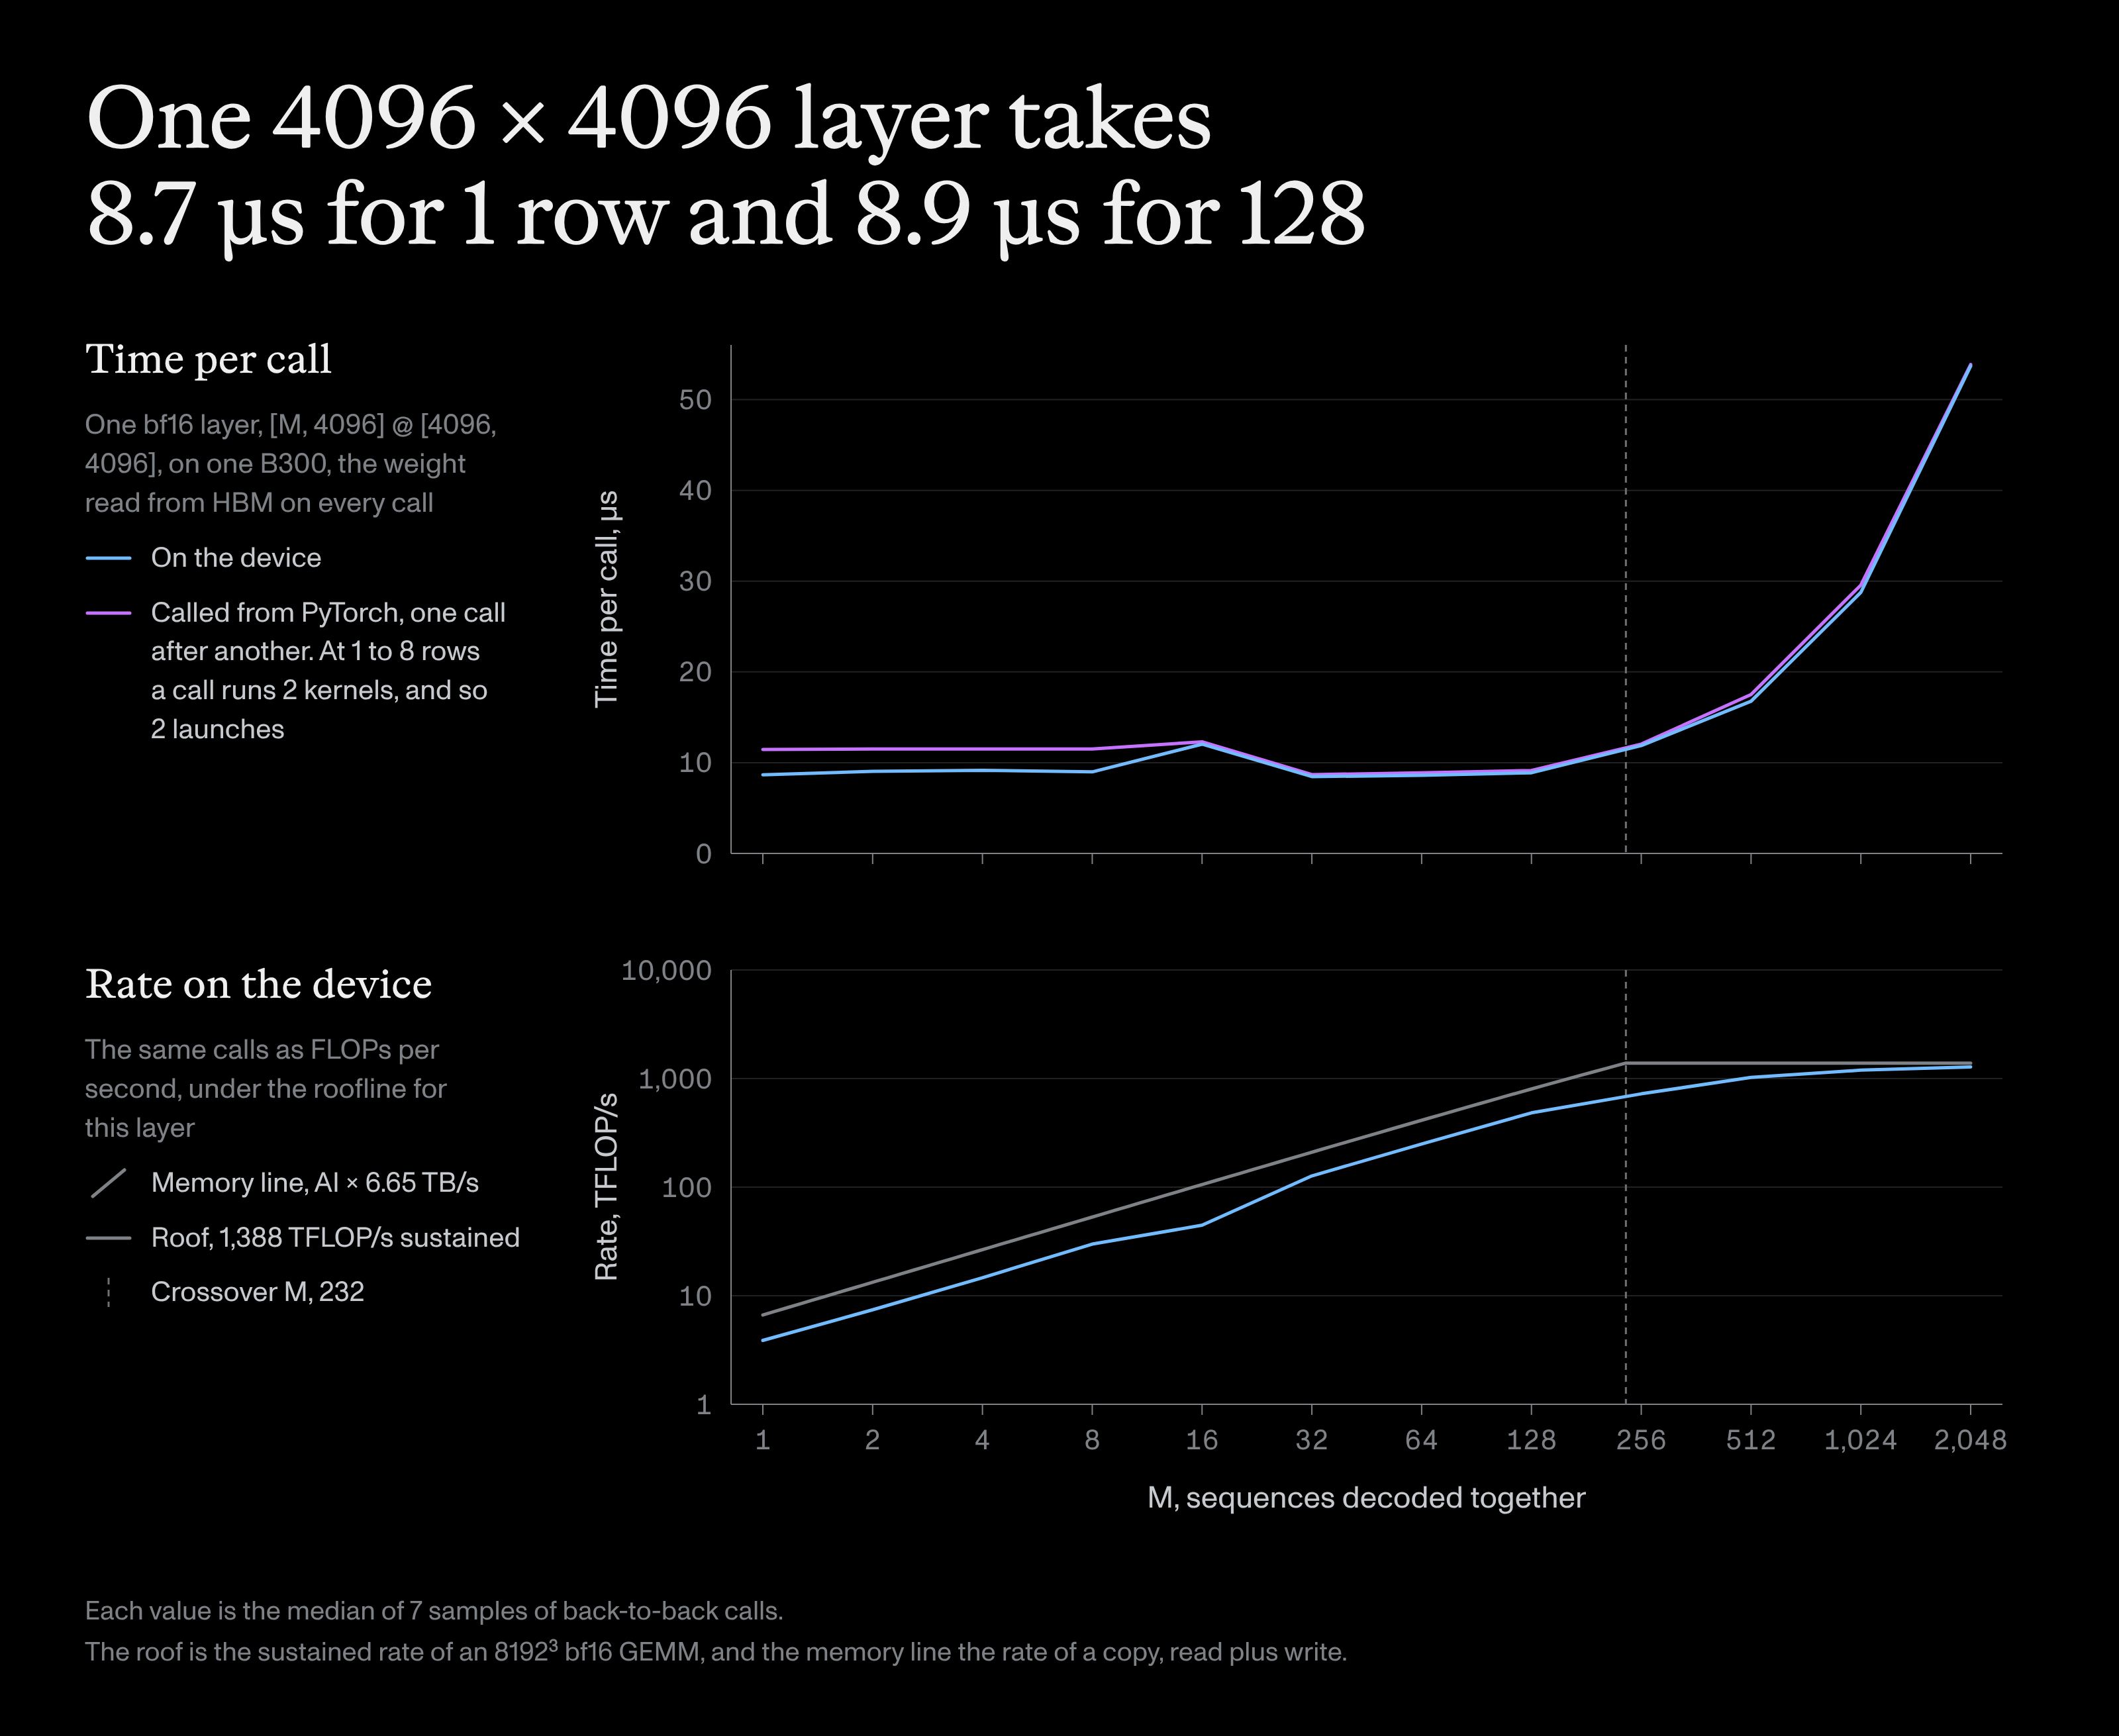 One 4096 × 4096 layer takes
8.7 µs for 1 row and 8.9 µs for 128
Time per call
One bf16 layer, [M, 4096] @ [4096,
4096], on one B300, the weight
read from HBM on every call
On the device
Called from PyTorch, one call
after another. At 1 to 8 rows
a call runs 2 kernels, and so
2 launches
Time per call, µs
50
40
30
20
10
0
Rate on the device
The same calls as FLOPs per
second, under the roofline for
this layer
Memory line, AI × 6.65 TB/s
Roof, 1,388 TFLOP/s sustained
Crossover M, 232
Rate, TFLOP/s
10,000
1,000
100
10
1
1 2 4 8 16 32 64 128 256 512 1,024 2,048
M, sequences decoded together
Each value is the median of 7 samples of back-to-back calls.
The roof is the sustained rate of an 8192³ bf16 GEMM, and the memory line the rate of a copy, read plus write.